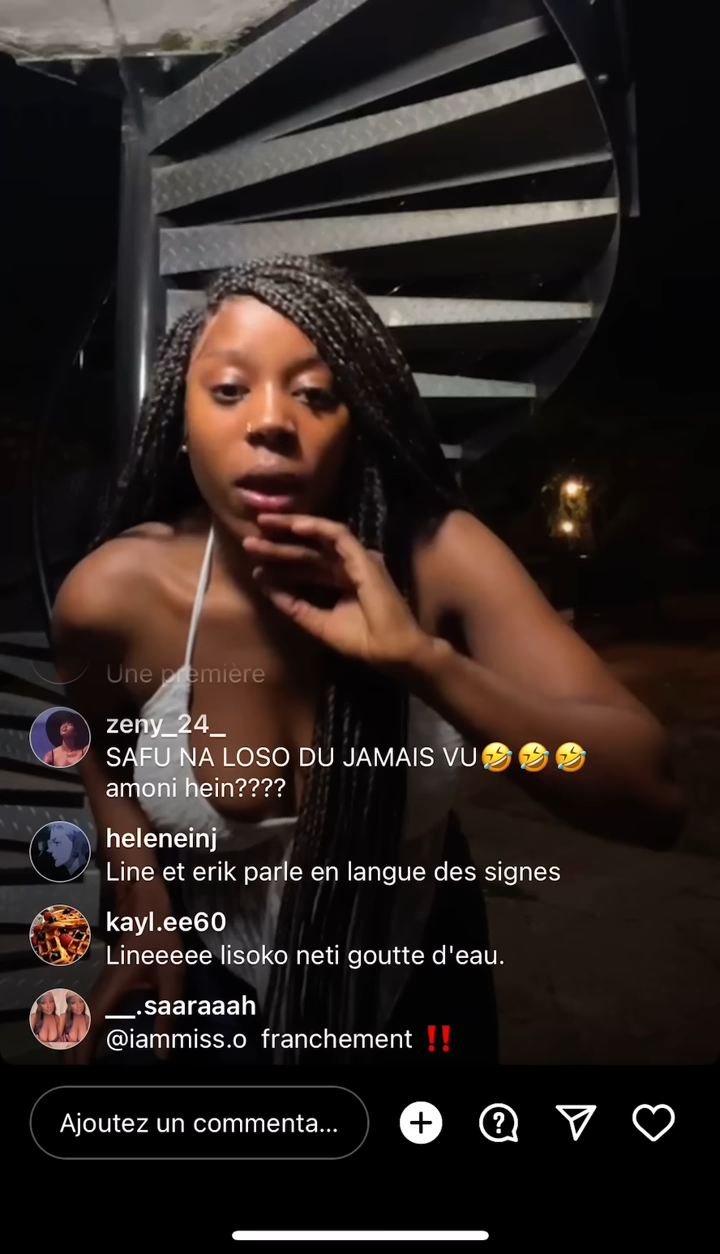 Une première
zeny_24_
SAFU NA LOSO DU JAMAIS VU🤣🤣🤣
amoni hein????
heleneinj
Line et erik parle en langue des signes
kayl.ee60
Lineeeee lisoko neti goutte d'eau.
__.saaraaah
@iammiss.o franchement ‼️
Ajoutez un commenta...